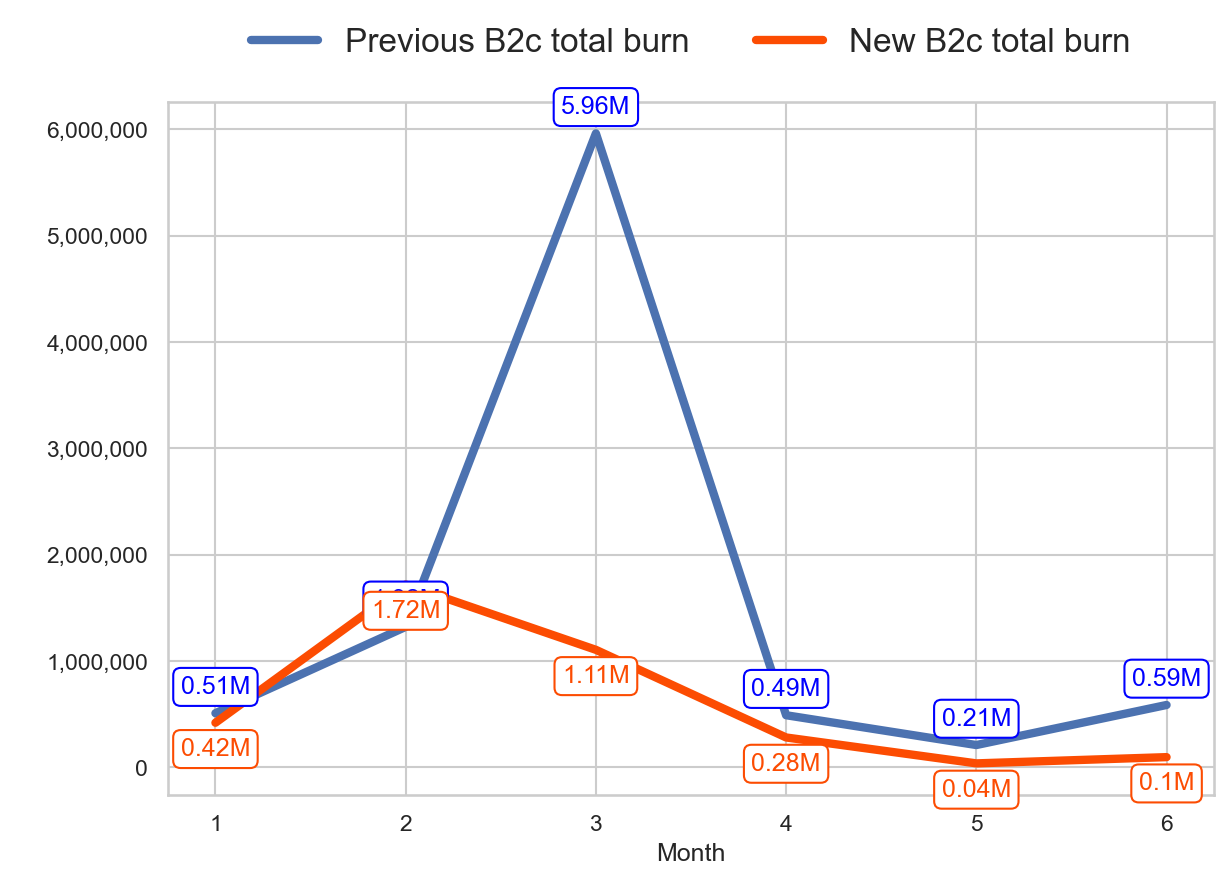 Previous B2c total burn
New B2c total burn
5.96M
6,000,000
5,000,000
4,000,000
3,000,000
2,000,000
1.72M
1,000,000
0.51M
1.11M
0.49M
0.21M
0.59M
0.42M
0.28M
0.04M
0.1M
0
1
2
3
4
5
6
Month